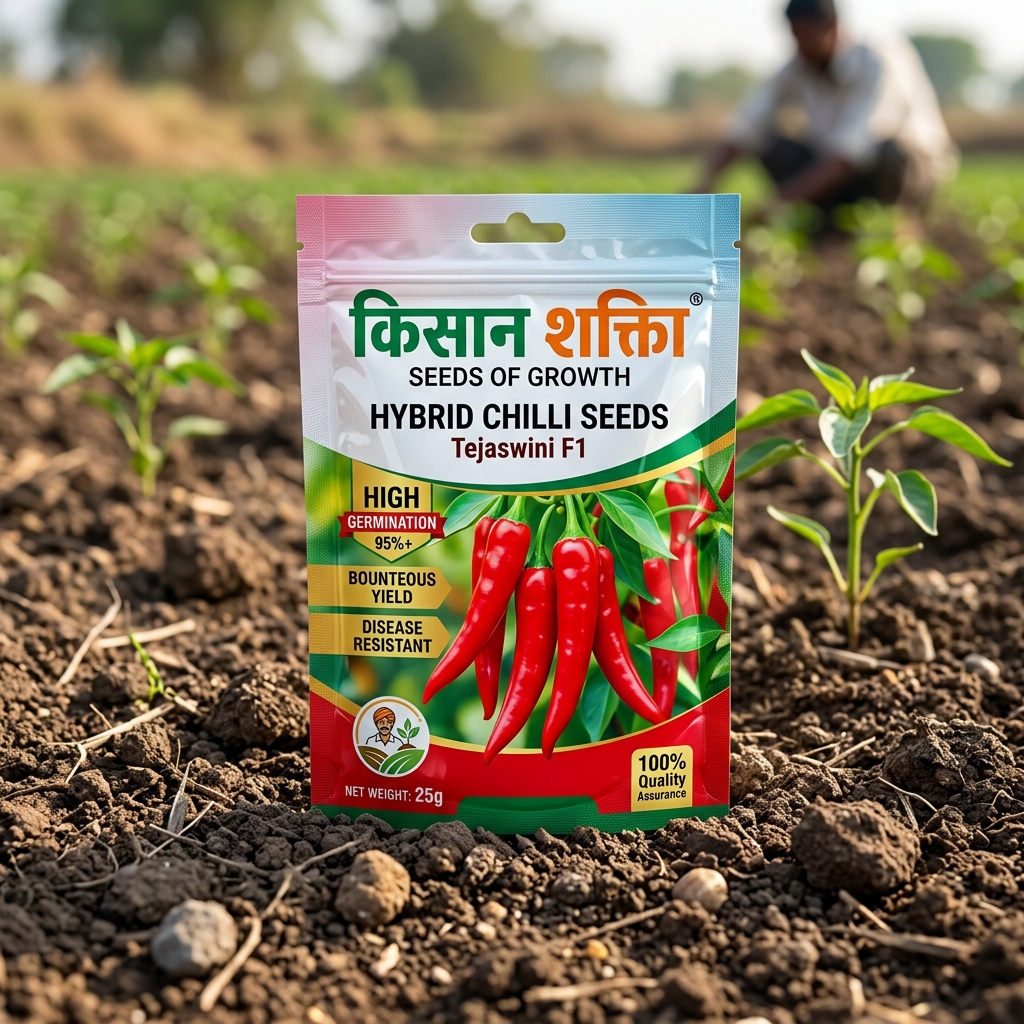 किसान शक्ति ®
SEEDS OF GROWTH
HYBRID CHILLI SEEDS
Tejaswini F1
HIGH
GERMINATION
95%+
BOUNTEOUS
YIELD
DISEASE
RESISTANT
NET WEIGHT: 25g
100%
Quality
Assurance